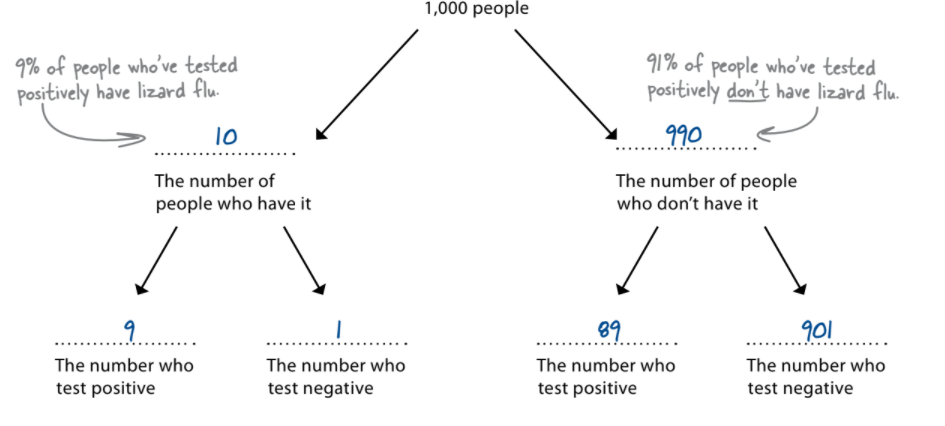 1,000 people
9% of people who've tested
positively have lizard flu.
91% of people who've tested
positively don't have lizard flu.
10
990
The number of
people who have it
The number of people
who don't have it
9
1
89
901
The number who
test positive
The number who
test negative
The number who
test positive
The number who
test negative